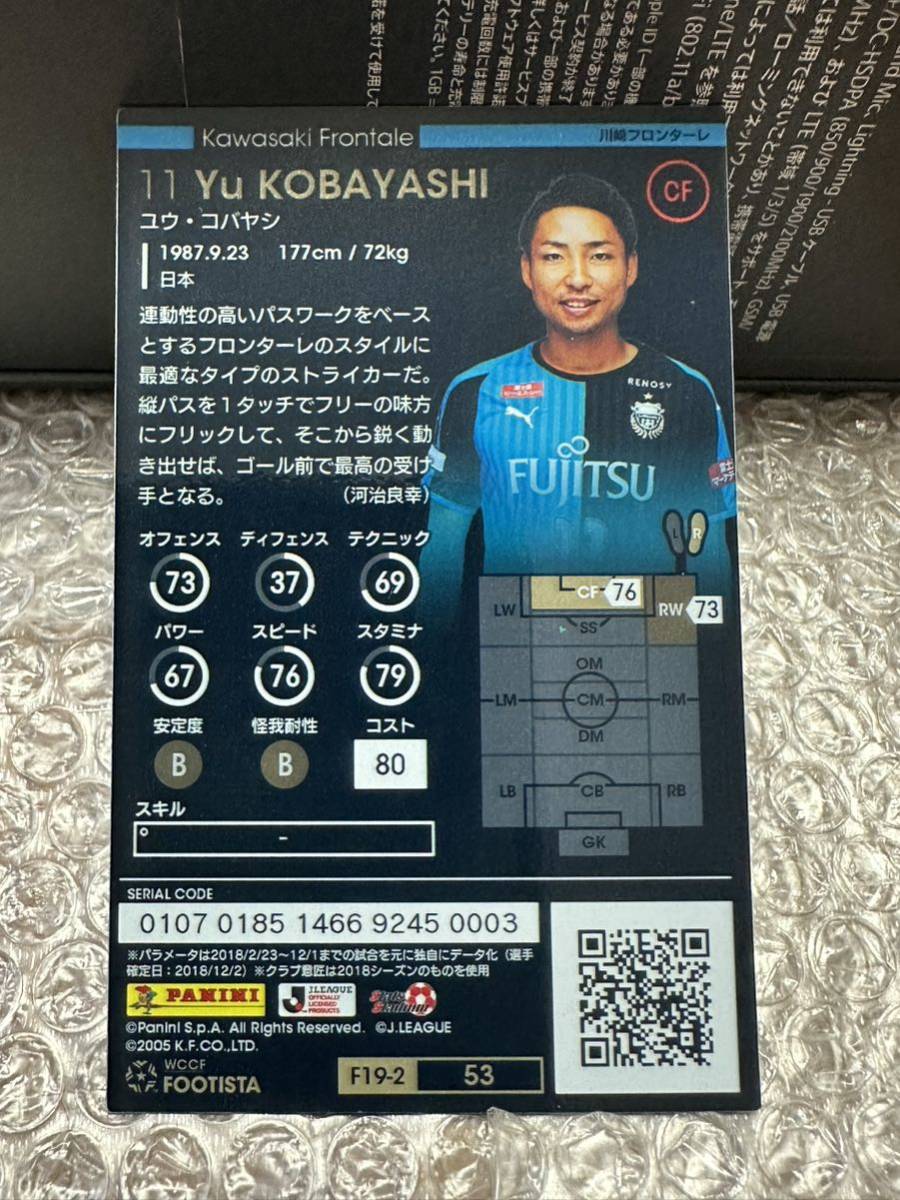 Kawasaki Frontale
川崎フロンターレ
11 Yu KOBAYASHI
CF
ユウ・コバヤシ
1987.9.23 177cm / 72kg
日本
連動性の高いパスワークをベース
とするフロンターレのスタイルに
最適なタイプのストライカーだ。
縦パスを1タッチでフリーの味方
にフリックして、そこから鋭く動
き出せば、ゴール前で最高の受け
手となる。 （河治良幸）
RENOSY
FUJITSU
L R
オフェンス ディフェンス テクニック
73 37 69
パワー スピード スタミナ
67 76 79
安定度 怪我耐性 コスト
B B 80
スキル
-
LW CF 76 RW 73
SS
OM
LM CM RM
DM
LB CB RB
GK
SERIAL CODE
0107 0185 1466 9245 0003
※パラメータは2018/2/23〜12/1までの試合を元に独自にデータ化（選手
確定日：2018/12/2）※クラブ意匠は2018シーズンのものを使用
PANINI
J.LEAGUE
OFFICIALLY
LICENSED
PRODUCTS
Stats Stadium
©Panini S.p.A. All Rights Reserved. ©J.LEAGUE
©2005 K.F.CO.,LTD.
WCCF
FOOTISTA
F19-2 53